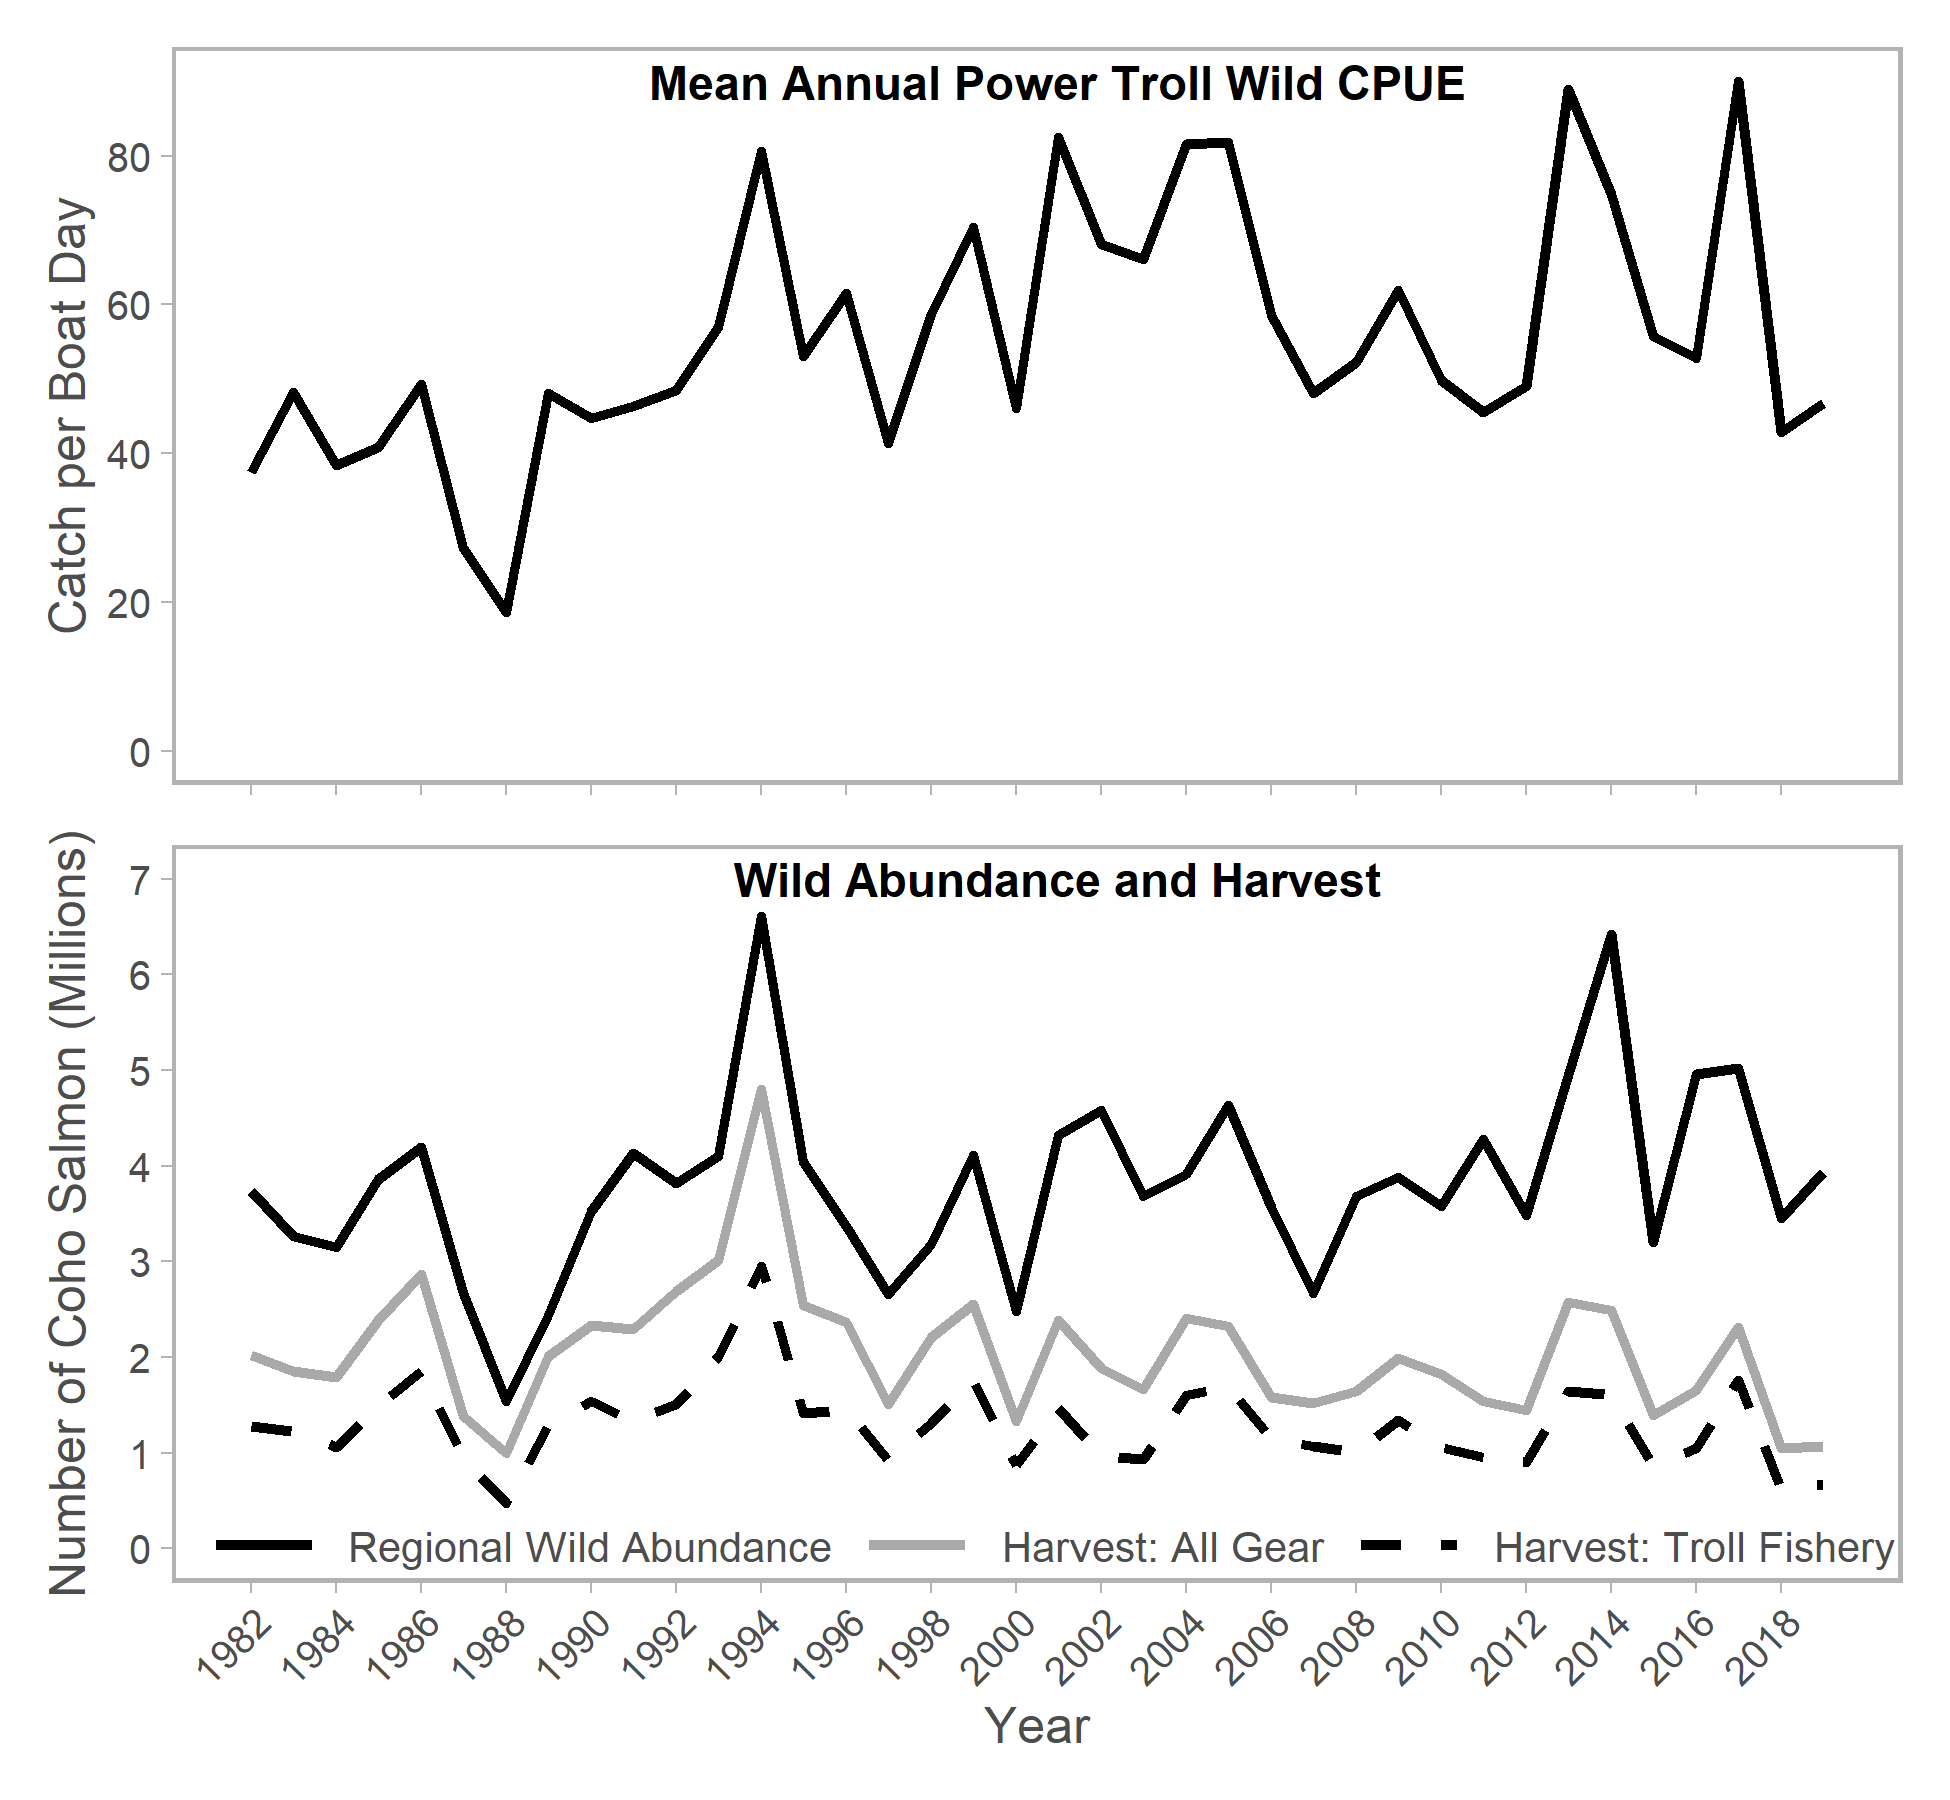 Mean Annual Power Troll Wild CPUE
Catch per Boat Day
80
60
40
20
0
Wild Abundance and Harvest
Number of Coho Salmon (Millions)
7
6
5
4
3
2
1
0
Regional Wild Abundance Harvest: All Gear Harvest: Troll Fishery
1982 1984 1986 1988 1990 1992 1994 1996 1998 2000 2002 2004 2006 2008 2010 2012 2014 2016 2018
Year